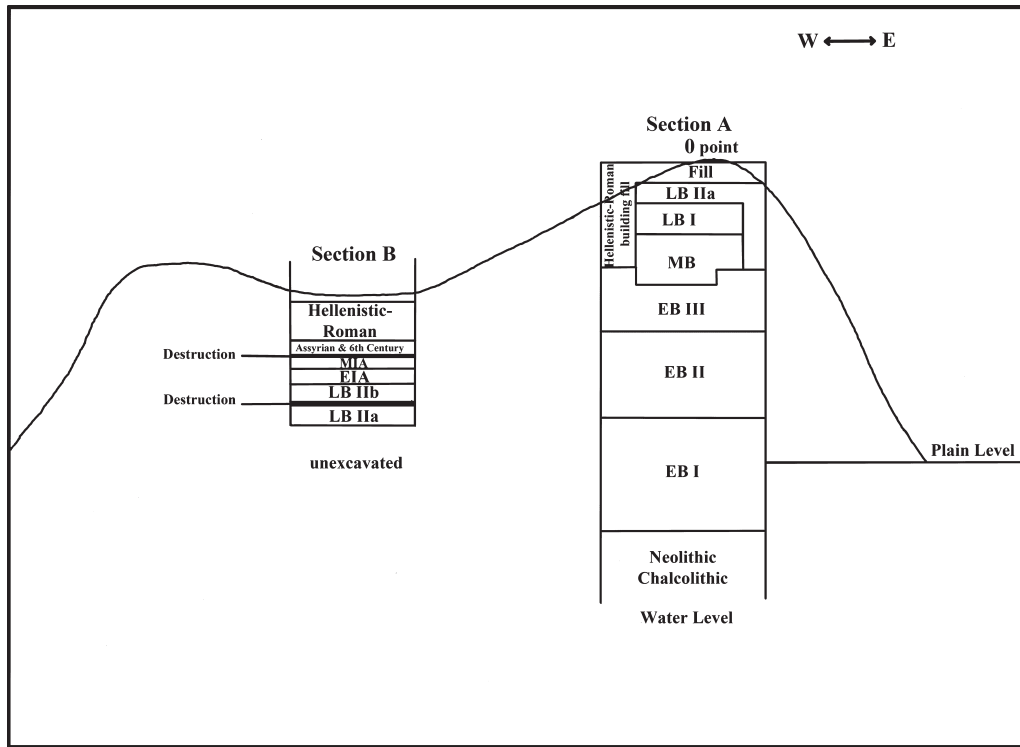 W E
Section A
0 point
Fill
Hellenistic-Roman
building fill
LB IIa
LB I
MB
EB III
EB II
EB I
Neolithic
Chalcolithic
Water Level
Plain Level
Section B
Hellenistic-
Roman
Assyrian & 6th Century
Destruction
MIA
EIA
LB IIb
Destruction
LB IIa
unexcavated